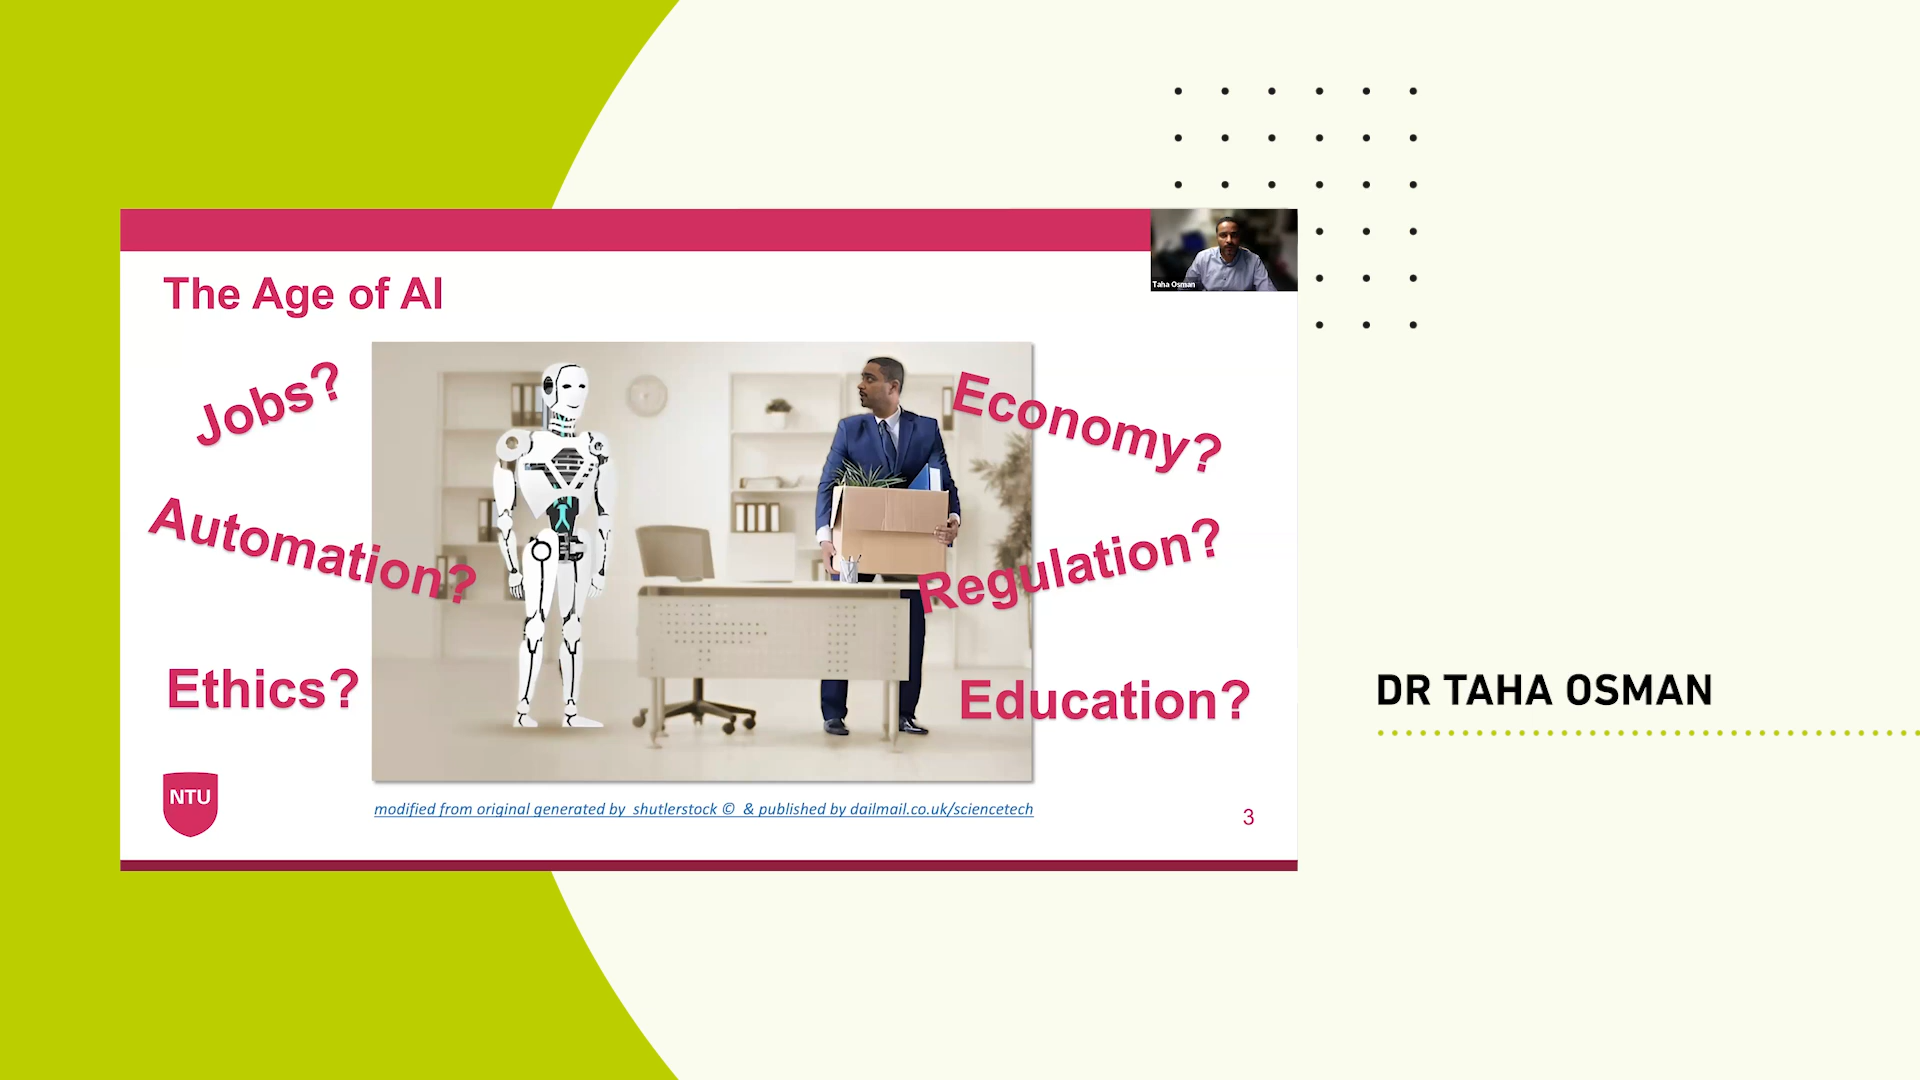 Taha Osman
The Age of AI
Jobs?
Economy?
Automation?
Regulation?
Ethics?
Education?
DR TAHA OSMAN
NTU
modified from original generated by shutlerstock © & published by dailmail.co.uk/sciencetech
3